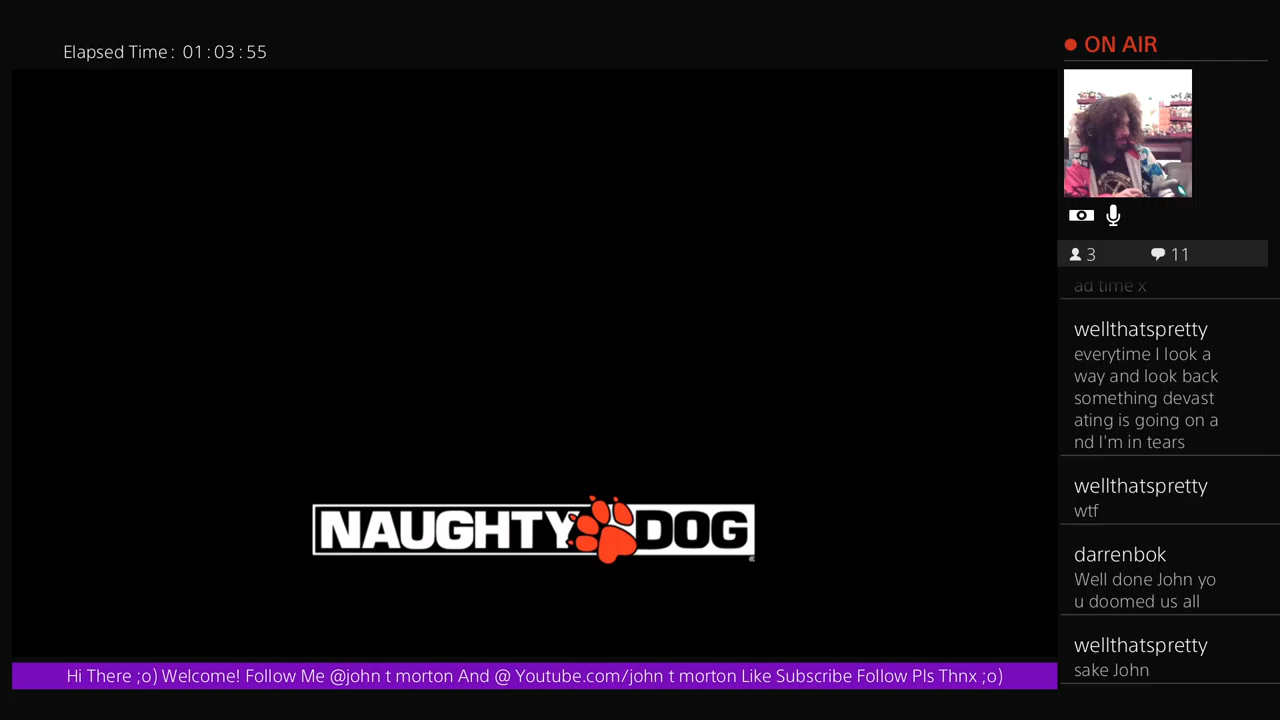 Elapsed Time: 01:03:55
ON AIR
3
11
ad time x
wellthatspretty
everytime I look a
way and look back
something devast
ating is going on a
nd I'm in tears
wellthatspretty
wtf
darrenbok
Well done John yo
u doomed us all
wellthatspretty
sake John
NAUGHTY DOG
®
Hi There ;o) Welcome! Follow Me @john t morton And @ Youtube.com/john t morton Like Subscribe Follow Pls Thnx ;o)